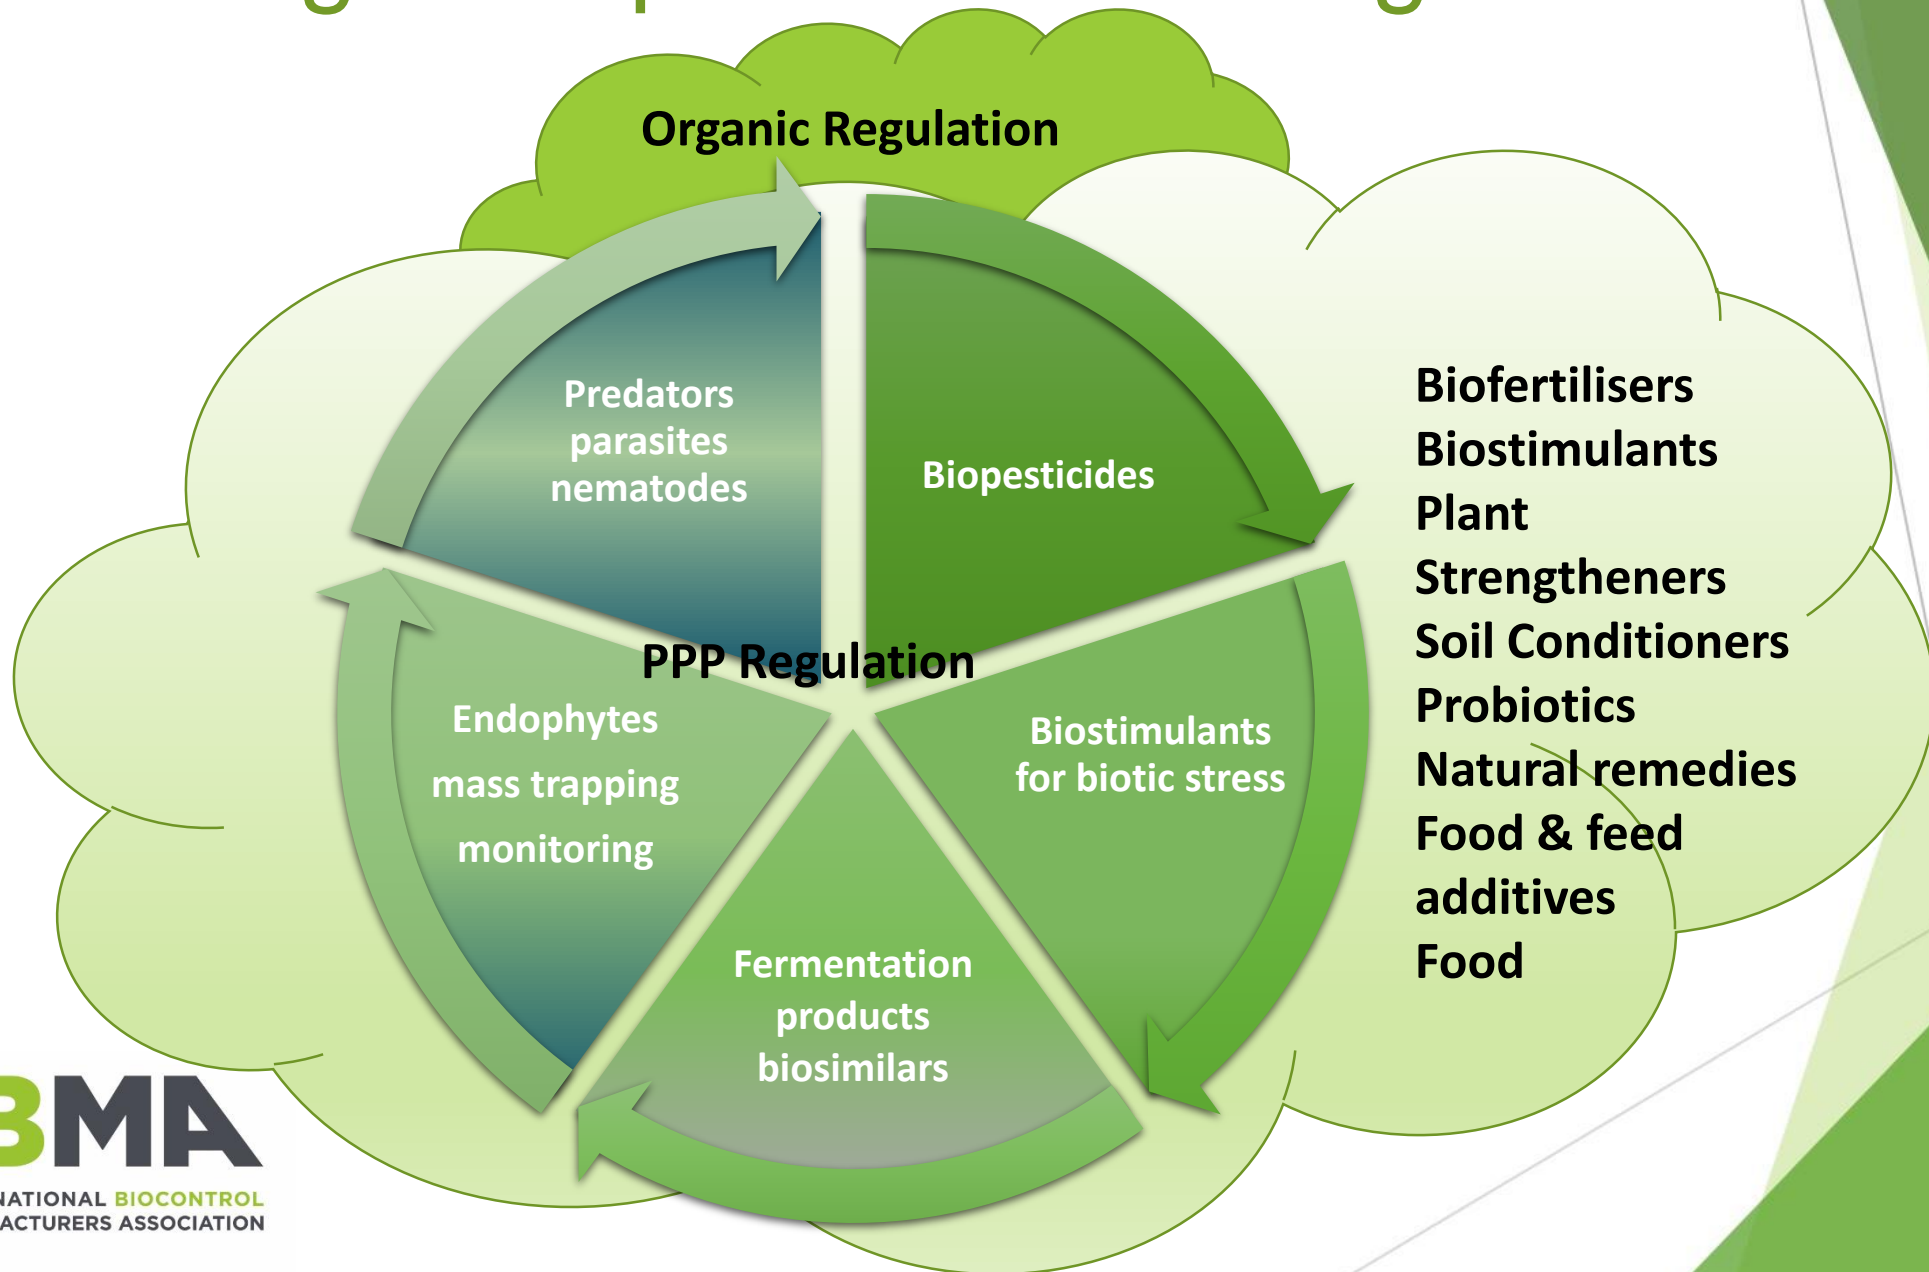 Organic Regulation
Predators
parasites
nematodes
Biopesticides
PPP Regulation
Endophytes
mass trapping
monitoring
Biostimulants
for biotic stress
Fermentation
products
biosimilars
Biofertilisers
Biostimulants
Plant
Strengtheners
Soil Conditioners
Probiotics
Natural remedies
Food & feed
additives
Food
BMA
NATIONAL BIOCONTROL
ACTURERS ASSOCIATION